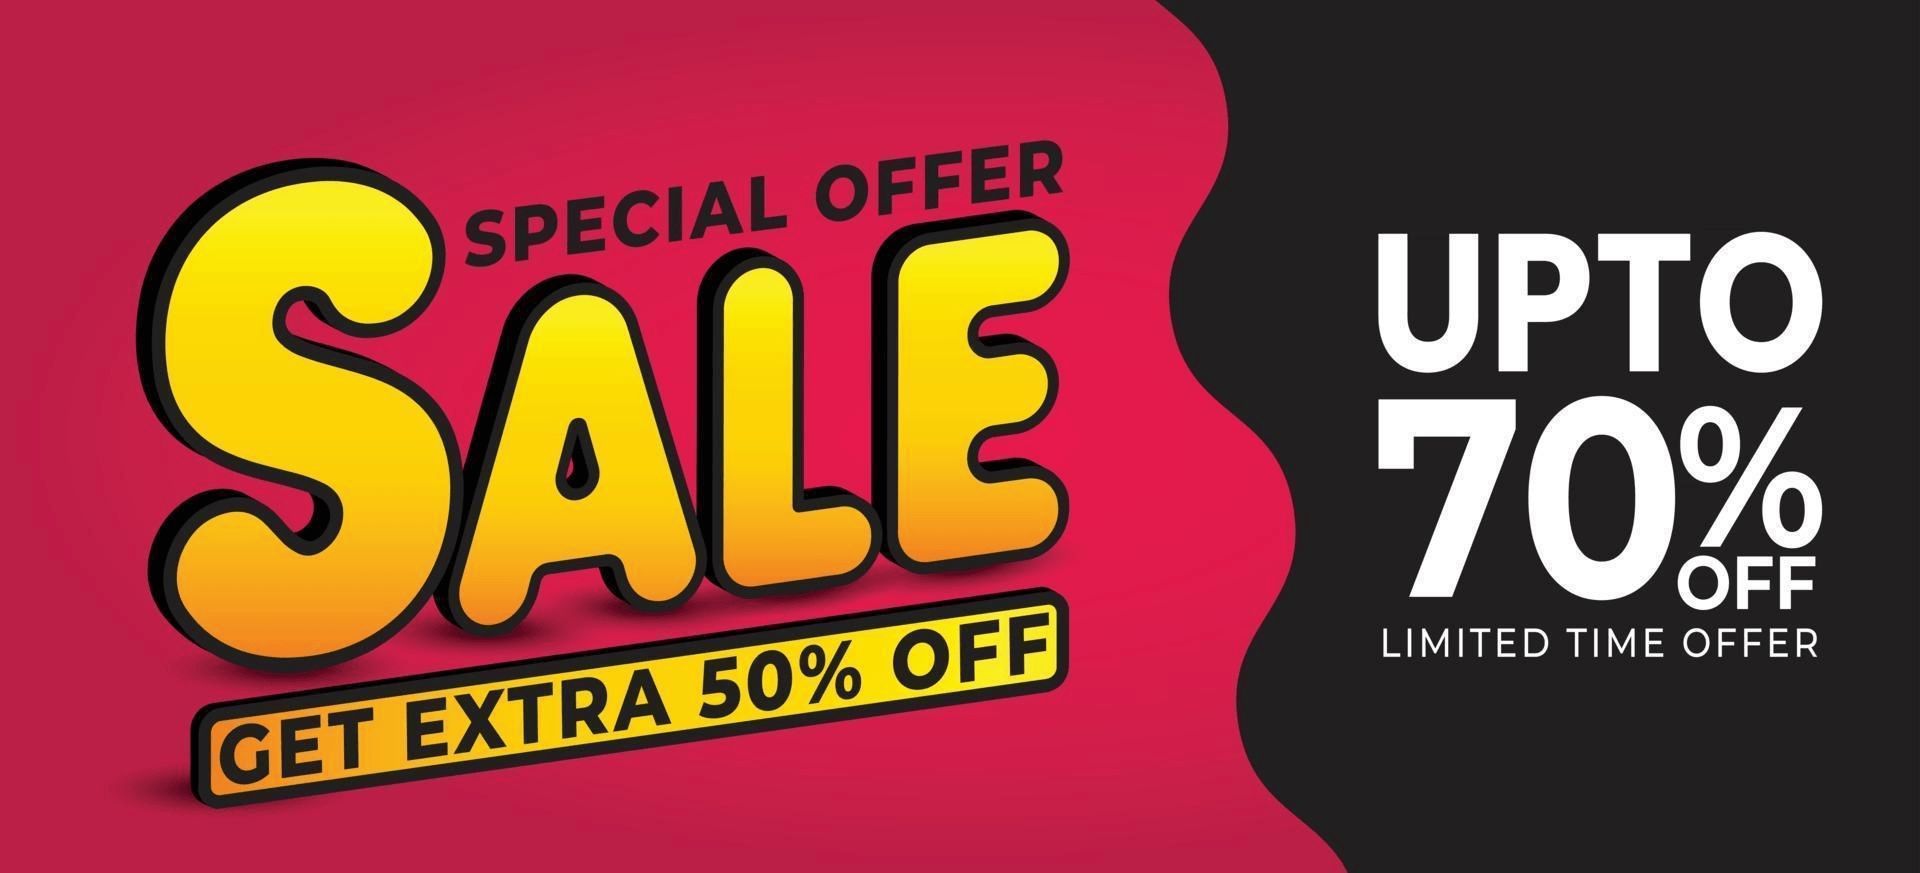 SPECIAL OFFER
SALE
GET EXTRA 50% OFF
UPTO
70%
OFF
LIMITED TIME OFFER